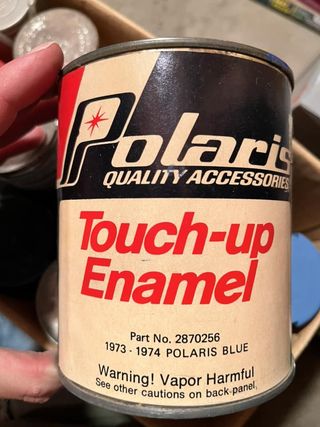 Polaris
QUALITY ACCESSORIES
Touch-up
Enamel
Part No. 2870256
1973 - 1974 POLARIS BLUE
Warning! Vapor Harmful
See other cautions on back panel.